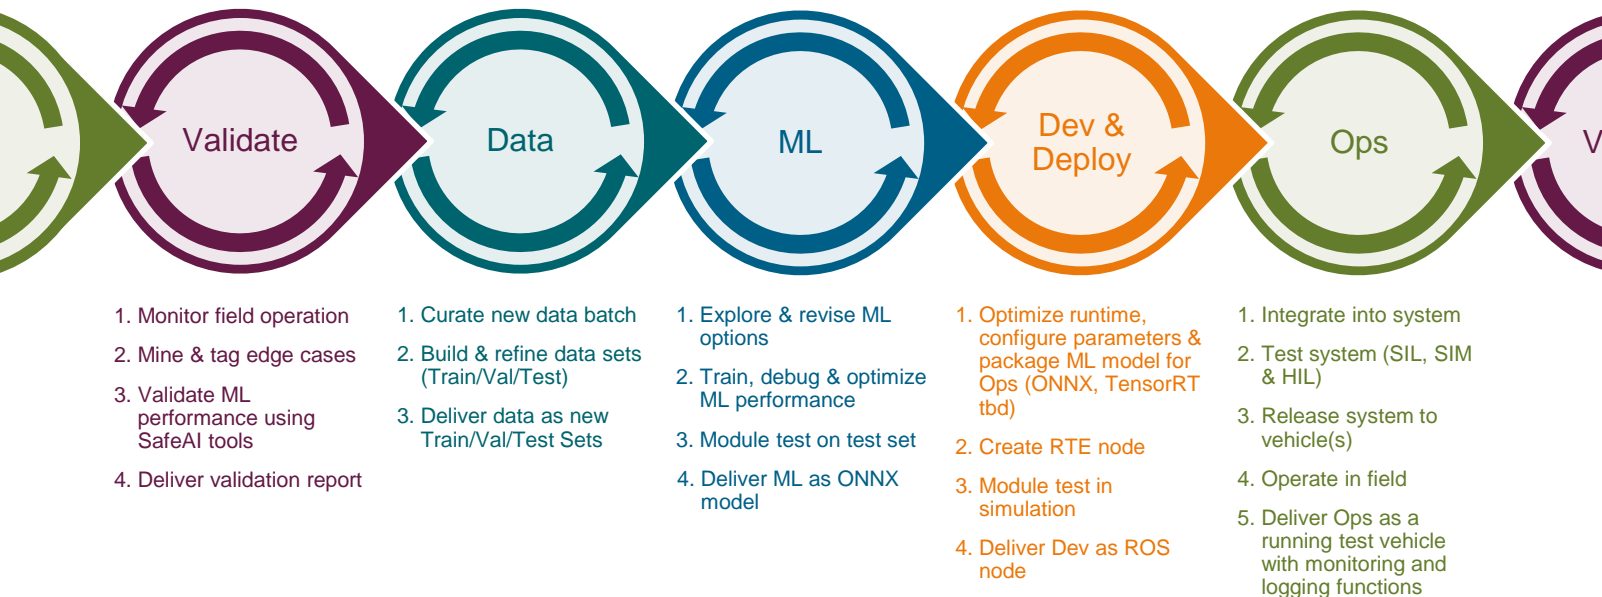 Validate
Data
ML
Dev &
Deploy
Ops
V
1. Monitor field operation
2. Mine & tag edge cases
3. Validate ML
performance using
SafeAI tools
4. Deliver validation report
1. Curate new data batch
2. Build & refine data sets
(Train/Val/Test)
3. Deliver data as new
Train/Val/Test Sets
1. Explore & revise ML
options
2. Train, debug & optimize
ML performance
3. Module test on test set
4. Deliver ML as ONNX
model
1. Optimize runtime,
configure parameters &
package ML model for
Ops (ONNX, TensorRT
tbd)
2. Create RTE node
3. Module test in
simulation
4. Deliver Dev as ROS
node
1. Integrate into system
2. Test system (SIL, SIM
& HIL)
3. Release system to
vehicle(s)
4. Operate in field
5. Deliver Ops as a
running test vehicle
with monitoring and
logging functions